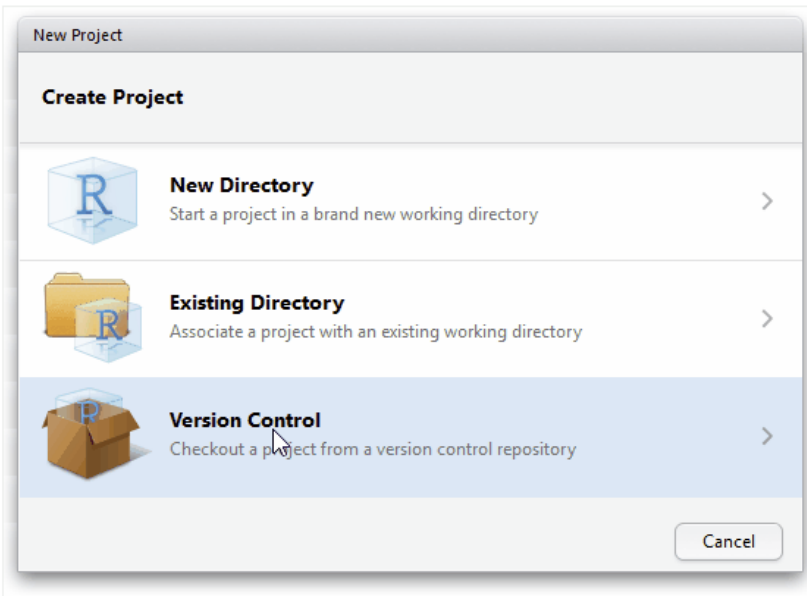 New Project
Create Project
R
New Directory
Start a project in a brand new working directory
R
Existing Directory
Associate a project with an existing working directory
R
Version Control
Checkout a project from a version control repository
Cancel